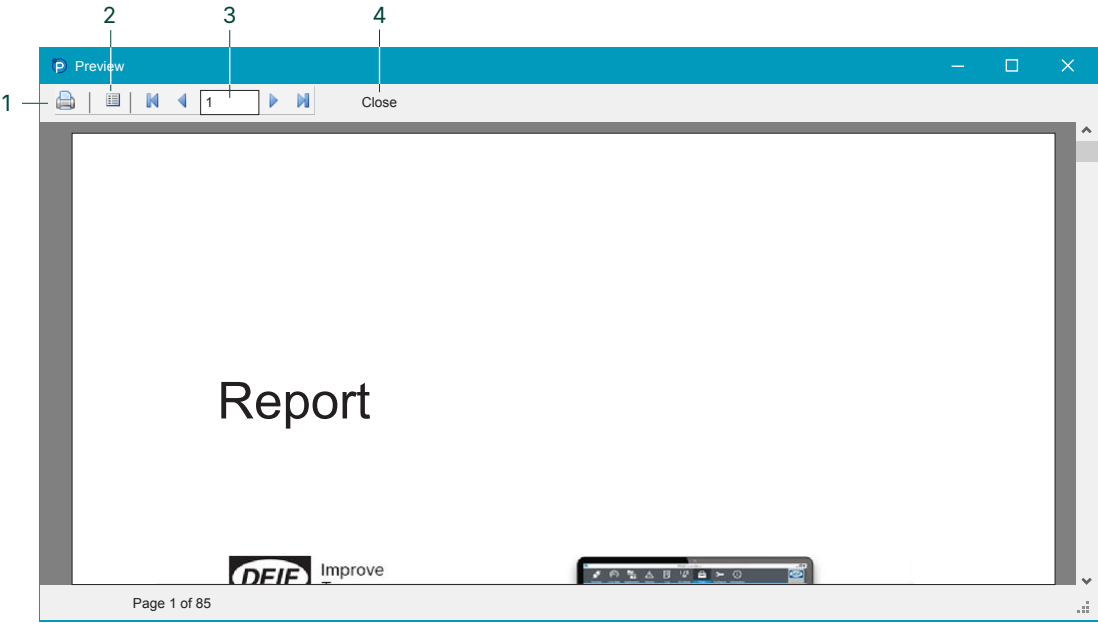 2 3 4
Preview
1
1 Close
Report
DEIF
Improve
Page 1 of 85